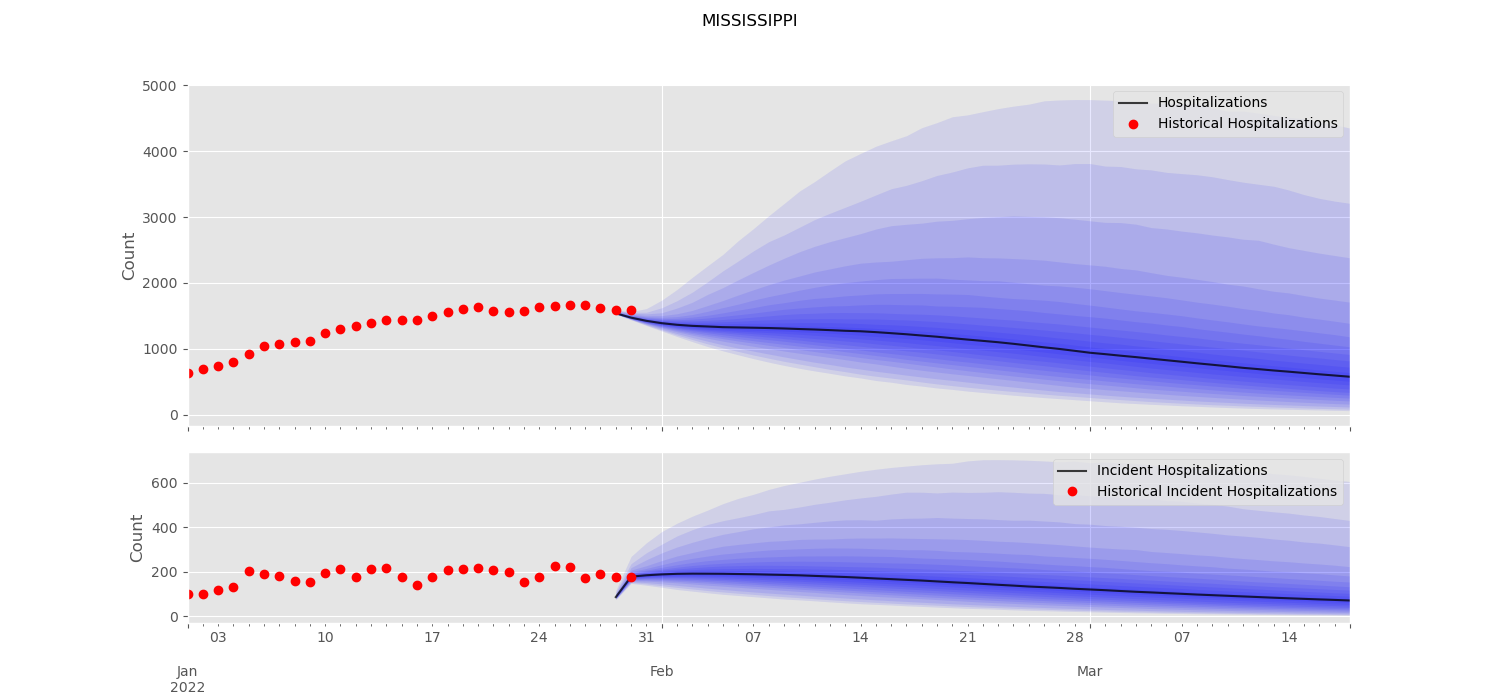 MISSISSIPPI
5000
4000
3000
2000
1000
0
Count
Hospitalizations
Historical Hospitalizations
600
400
200
0
Count
Incident Hospitalizations
Historical Incident Hospitalizations
03 10 17 24 31 07 14 21 28 07 14
Jan Feb Mar
2022